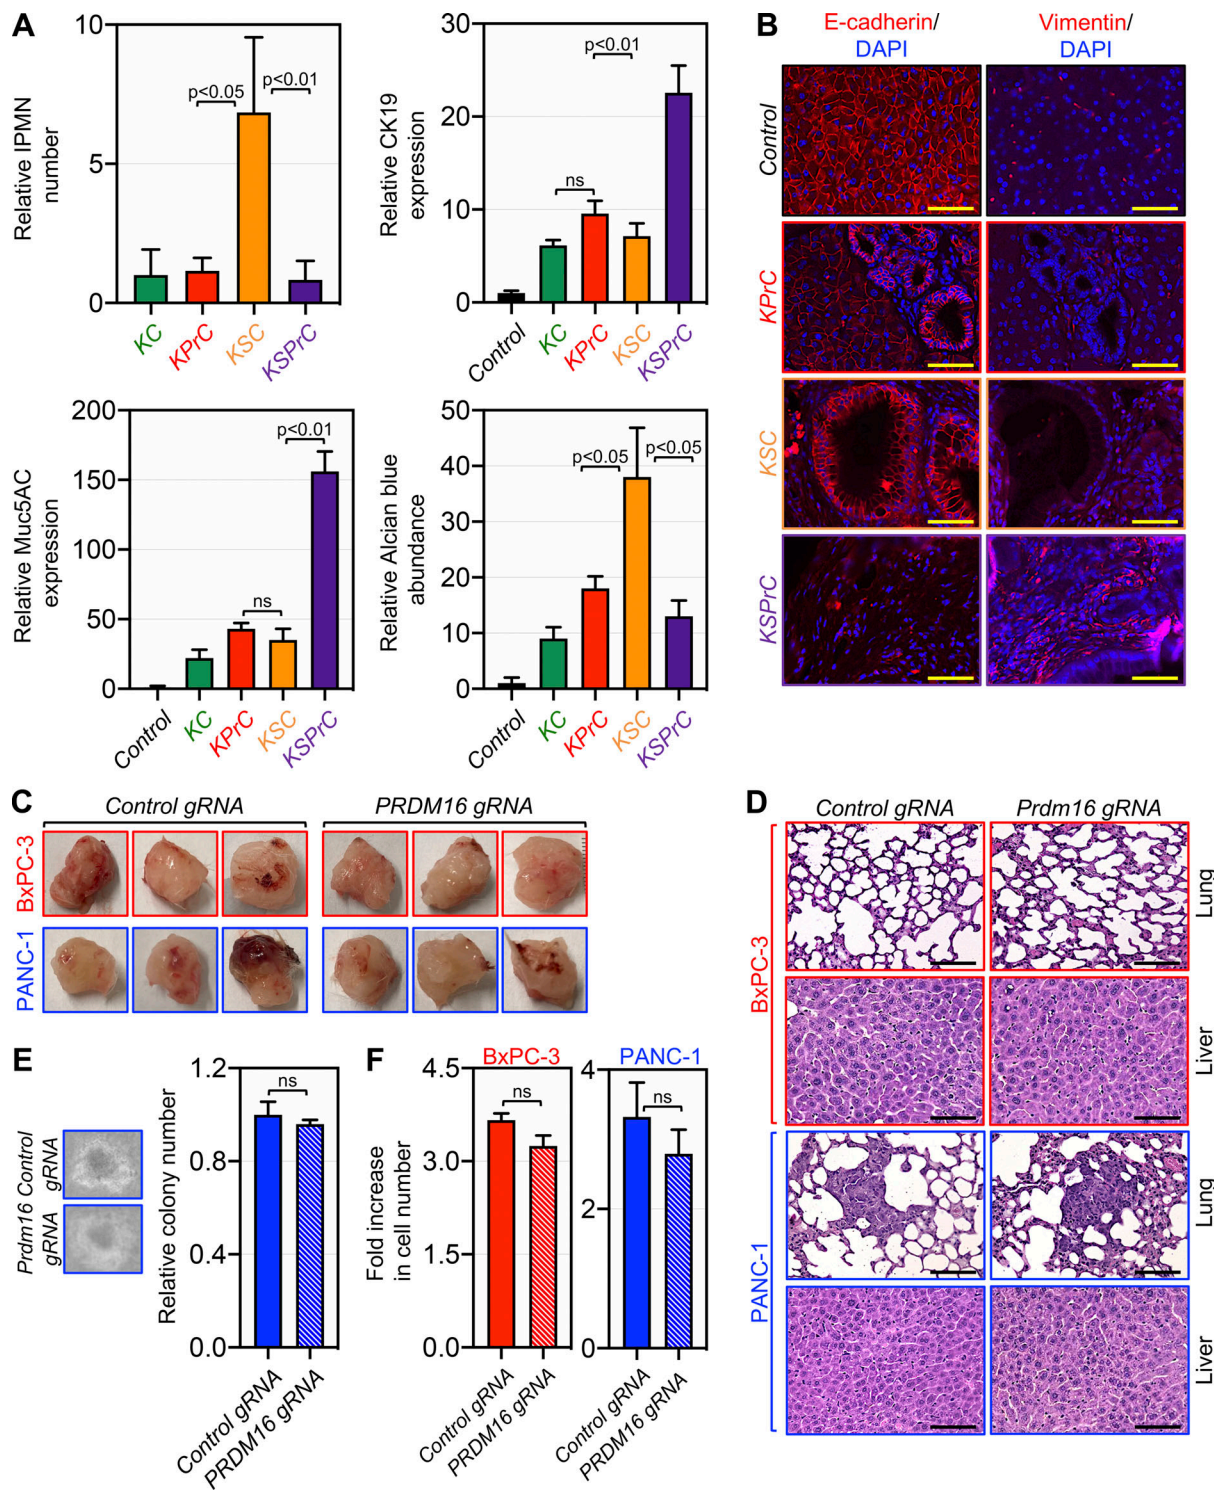 A
Relative IPMN
number
10
5
0
p<0.05
p<0.01
KC
KPrC
KSC
KSPrC
Relative CK19
expression
30
20
10
0
ns
p<0.01
Control
KC
KPrC
KSC
KSPrC
Relative Muc5AC
expression
200
150
100
50
0
ns
p<0.01
Control
KC
KPrC
KSC
KSPrC
Relative Alcian blue
abundance
50
40
30
20
10
0
p<0.05
p<0.05
Control
KC
KPrC
KSC
KSPrC
B
E-cadherin/
DAPI
Vimentin/
DAPI
Control
KPrC
KSC
KSPrC
C
Control gRNA
PRDM16 gRNA
BxPC-3
PANC-1
D
Control gRNA
Prdm16 gRNA
BxPC-3
Lung
Liver
PANC-1
Lung
Liver
E
Prdm16 Control
gRNA gRNA
Relative colony number
1.2
0.8
0.4
0.0
ns
Control gRNA
PRDM16 gRNA
F
Fold increase
in cell number
BxPC-3
4.5
3.0
1.5
0.0
ns
Control gRNA
PRDM16 gRNA
PANC-1
4
2
0
ns
Control gRNA
PRDM16 gRNA